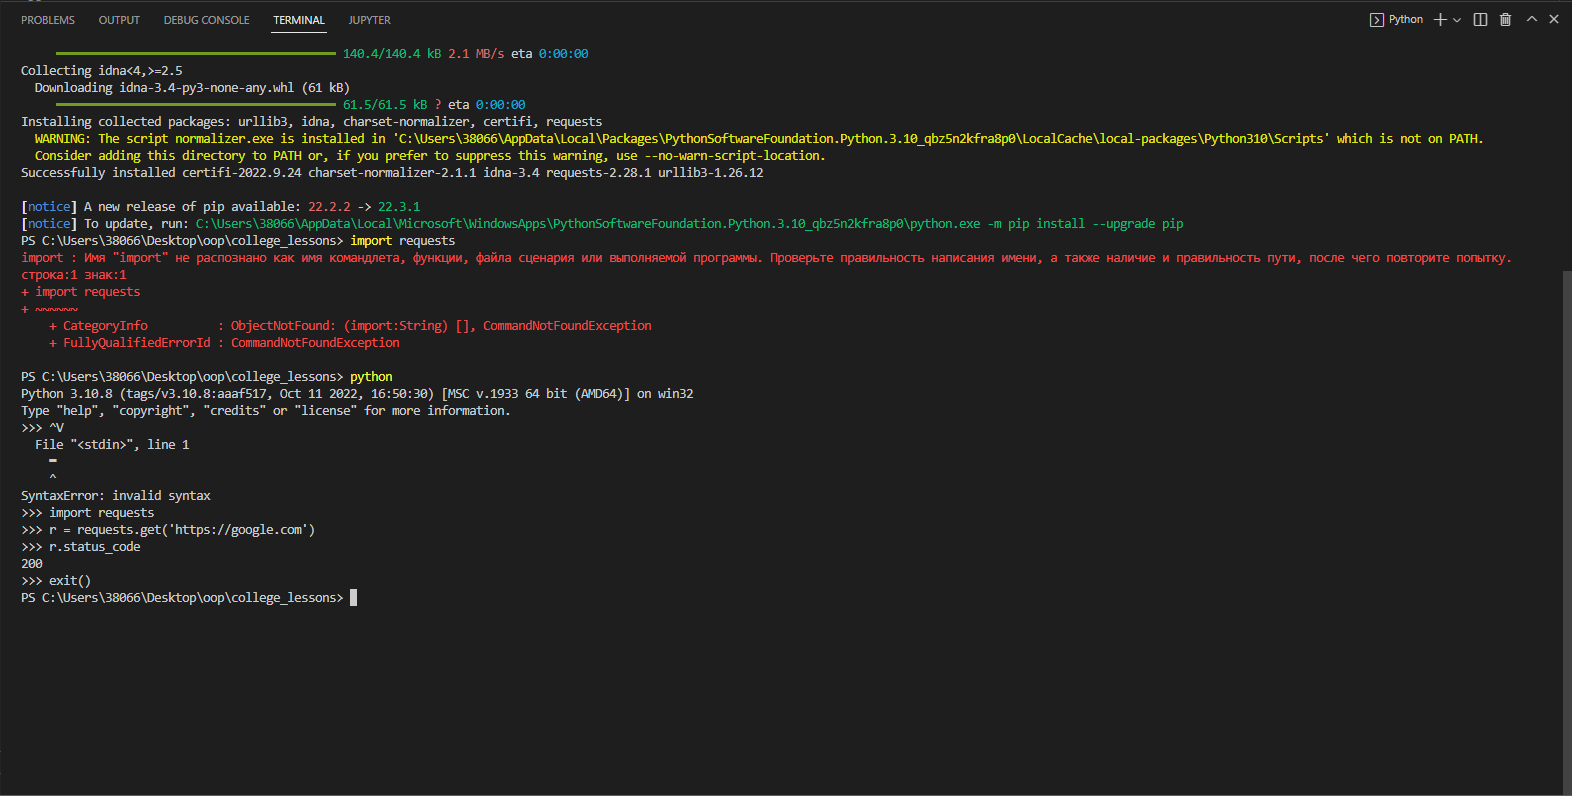 PROBLEMS OUTPUT DEBUG CONSOLE TERMINAL JUPYTER Python
140.4/140.4 kB 2.1 MB/s eta 0:00:00
Collecting idna<4,>=2.5
  Downloading idna-3.4-py3-none-any.whl (61 kB)
61.5/61.5 kB ? eta 0:00:00
Installing collected packages: urllib3, idna, charset-normalizer, certifi, requests
  WARNING: The script normalizer.exe is installed in 'C:\Users\38066\AppData\Local\Packages\PythonSoftwareFoundation.Python.3.10_qbz5n2kfra8p0\LocalCache\local-packages\Python310\Scripts' which is not on PATH.
  Consider adding this directory to PATH or, if you prefer to suppress this warning, use --no-warn-script-location.
Successfully installed certifi-2022.9.24 charset-normalizer-2.1.1 idna-3.4 requests-2.28.1 urllib3-1.26.12
[notice] A new release of pip available: 22.2.2 -> 22.3.1
[notice] To update, run: C:\Users\38066\AppData\Local\Microsoft\WindowsApps\PythonSoftwareFoundation.Python.3.10_qbz5n2kfra8p0\python.exe -m pip install --upgrade pip
PS C:\Users\38066\Desktop\oop\college_lessons> import requests
import : Имя "import" не распознано как имя командлета, функции, файла сценария или выполняемой программы. Проверьте правильность написания имени, а также наличие и правильность пути, после чего повторите попытку.
строка:1 знак:1
+ import requests
+ ~~~~~~
    + CategoryInfo          : ObjectNotFound: (import:String) [], CommandNotFoundException
    + FullyQualifiedErrorId : CommandNotFoundException
PS C:\Users\38066\Desktop\oop\college_lessons> python
Python 3.10.8 (tags/v3.10.8:aaaf517, Oct 11 2022, 16:50:30) [MSC v.1933 64 bit (AMD64)] on win32
Type "help", "copyright", "credits" or "license" for more information.
>>> ^V
  File "<stdin>", line 1
    ▬
    ^
SyntaxError: invalid syntax
>>> import requests
>>> r = requests.get('https://google.com')
>>> r.status_code
200
>>> exit()
PS C:\Users\38066\Desktop\oop\college_lessons>